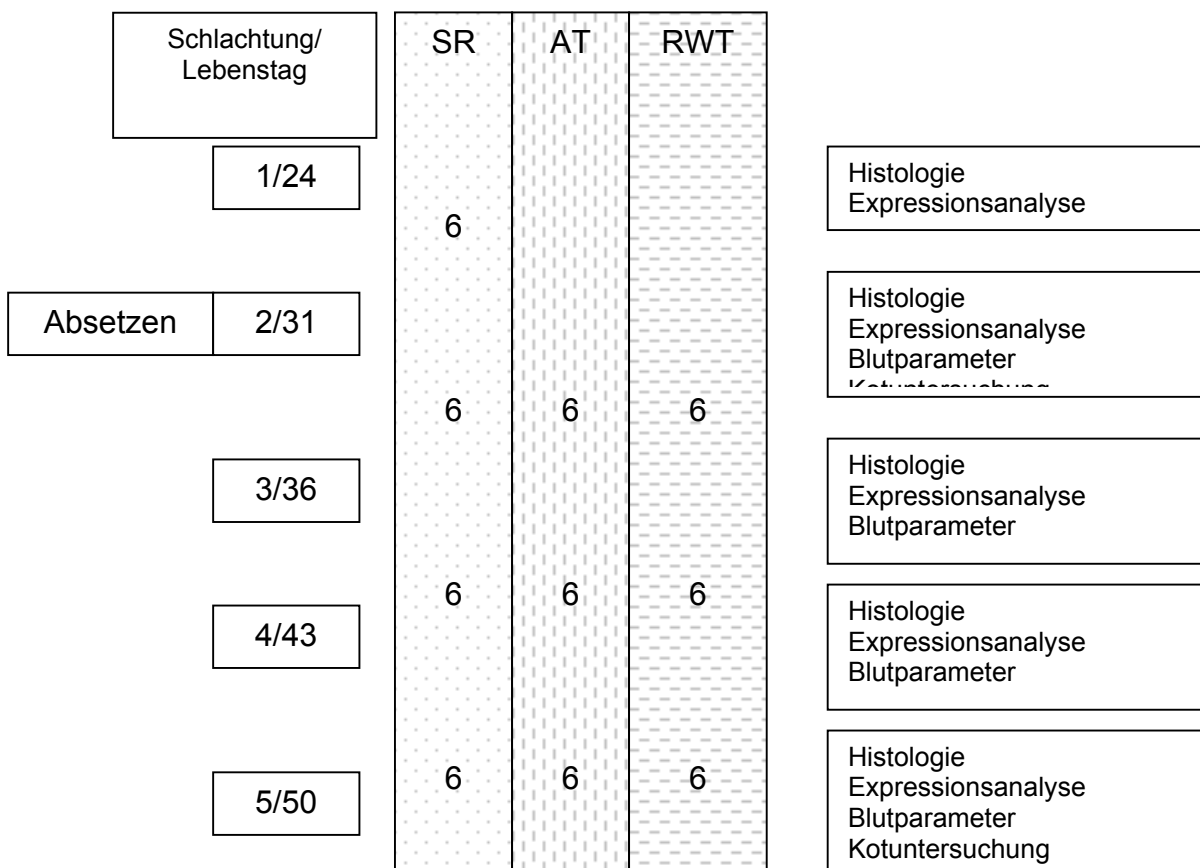 Schlachtung/
Lebenstag
SR
AT
RWT
1/24
6
Histologie
Expressionsanalyse
Absetzen
2/31
Histologie
Expressionsanalyse
Blutparameter
Kotuntersuchung
6
6
6
3/36
Histologie
Expressionsanalyse
Blutparameter
6
6
6
4/43
Histologie
Expressionsanalyse
Blutparameter
6
6
6
5/50
Histologie
Expressionsanalyse
Blutparameter
Kotuntersuchung